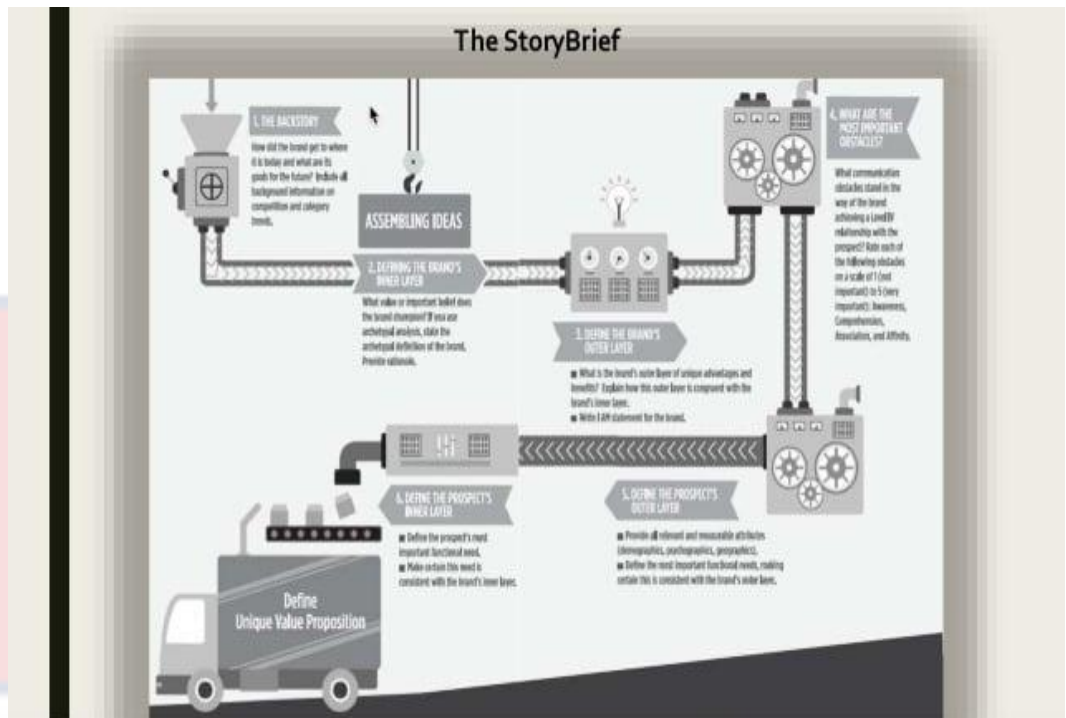 The StoryBrief
1. THE BACKSTORY
How did the brand get to where
it is today and what are its
goals for the future? Include all
background information on
competition and category
trends.
ASSEMBLING IDEAS
2. DEFINING THE BRAND'S
INNER LAYER
What value or important belief does
the brand champion? If you use
archetypal analysis, state the
archetypal definition of the brand.
Provide rationale.
3. DEFINE THE BRAND'S
OUTER LAYER
■ What is the brand's outer layer of unique advantages and
benefits? Explain how this outer layer is congruent with the
brand's inner layer.
■ Write I AM statement for the brand.
4. WHAT ARE THE
MOST IMPORTANT
OBSTACLES?
What communication
obstacles stand in the
way of the brand
achieving a
relationship with the
prospect? Rate each of
the following obstacles
on a scale of 1 (not
important) to 5 (very
important): Awareness,
Comprehension,
Association, and Affinity.
5. DEFINE THE PROSPECT'S
OUTER LAYER
■ Provide all relevant and measurable attributes
(demographics, psychographics, geographics).
■ Define the most important functional needs, making
certain this is consistent with the brand's outer layer.
6. DEFINE THE PROSPECT'S
INNER LAYER
■ Define the prospect's most
important functional need.
■ Make certain this need is
consistent with the brand's inner layer.
Define
Unique Value Proposition